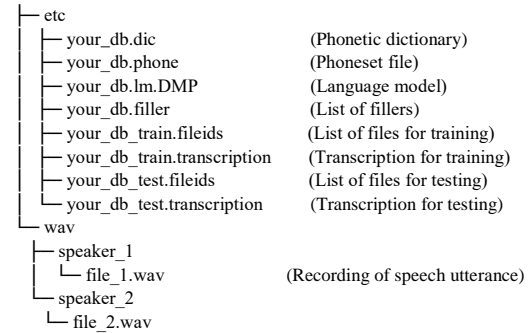 ├─ etc
│ ├─ your_db.dic (Phonetic dictionary)
│ ├─ your_db.phone (Phoneset file)
│ ├─ your_db.lm.DMP (Language model)
│ ├─ your_db.filler (List of fillers)
│ ├─ your_db_train.fileids (List of files for training)
│ ├─ your_db_train.transcription (Transcription for training)
│ ├─ your_db_test.fileids (List of files for testing)
│ └─ your_db_test.transcription (Transcription for testing)
└─ wav
├─ speaker_1
│ └─ file_1.wav (Recording of speech utterance)
└─ speaker_2
└─ file_2.wav